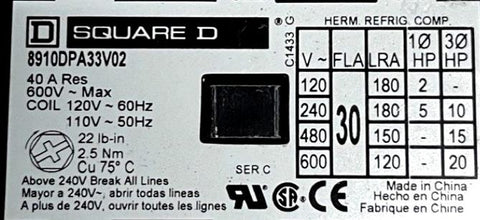 D SQUARE D
8910DPA33V02
40 A Res
600V ~ Max
COIL 120V ~ 60Hz
110V ~ 50Hz
22 lb-in
2.5 Nm
Cu 75° C
Above 240V Break All Lines
Mayor a 240V~, abrir todas lineas
A plus de 240V, ouvrir toutes les lignes
C1433 G
SER C
HERM. REFRIG. COMP.
V ~ FLA LRA 1Ø HP 3Ø HP
120 30 180 2 -
240 180 5 10
480 150 - 15
600 120 - 20
UR SA C E
Made in China
Hecho en China
Fabrique en Chine